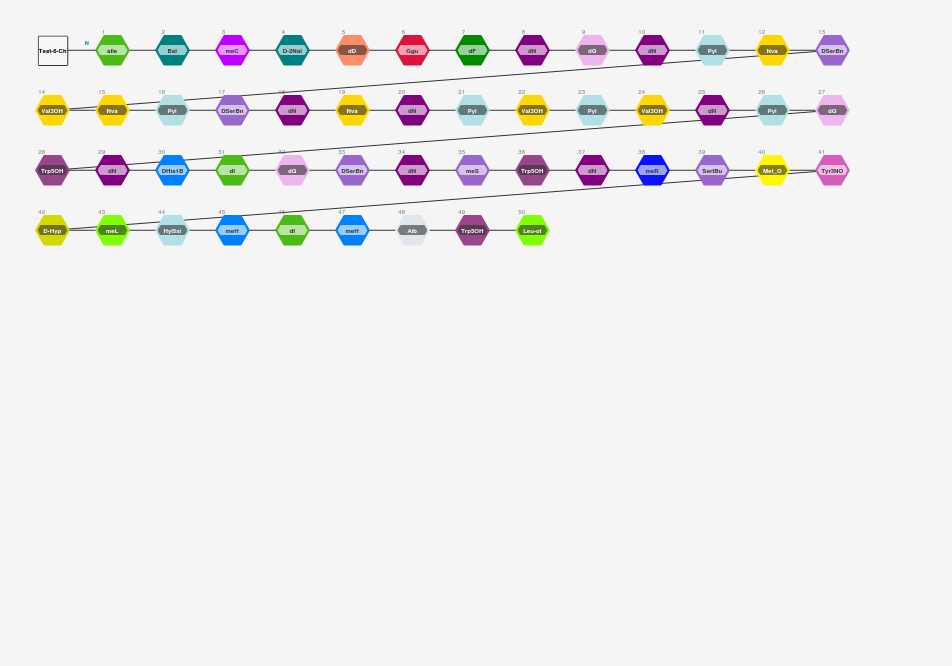 1 2 3 4 5 6 7 8 9 10 11 12 13
N
Test-6-Ch aIle Bal meC D-2Nal dD Ggu dF dN dQ dN Pyl Nva DSerBn
14 15 16 17 18 19 20 21 22 23 24 25 26 27
Val3OH Nva Pyl DSerBn dN Nva dN Pyl Val3OH Pyl Val3OH dN Pyl dQ
28 29 30 31 32 33 34 35 36 37 38 39 40 41
Trp5OH dN DHis1B dI dQ DSerBn dN meS Trp5OH dN meR SertBu Met_O Tyr3NO
42 43 44 45 46 47 48 49 50
D-Hyp meL Hyl5xi meH dI meH Aib Trp5OH Leu-ol